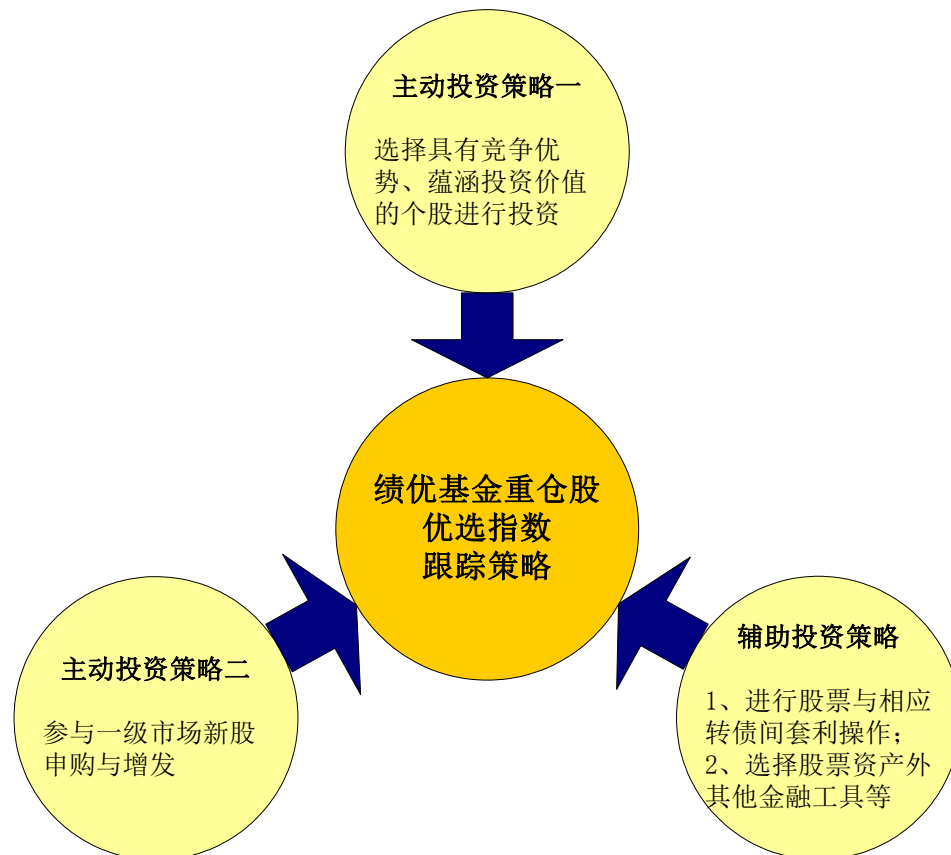 主动投资策略一
选择具有竞争优
势、蕴涵投资价值
的个股进行投资
绩优基金重仓股
优选指数
跟踪策略
主动投资策略二
参与一级市场新股
申购与增发
辅助投资策略
1、进行股票与相应
转债间套利操作；
2、选择股票资产外
其他金融工具等